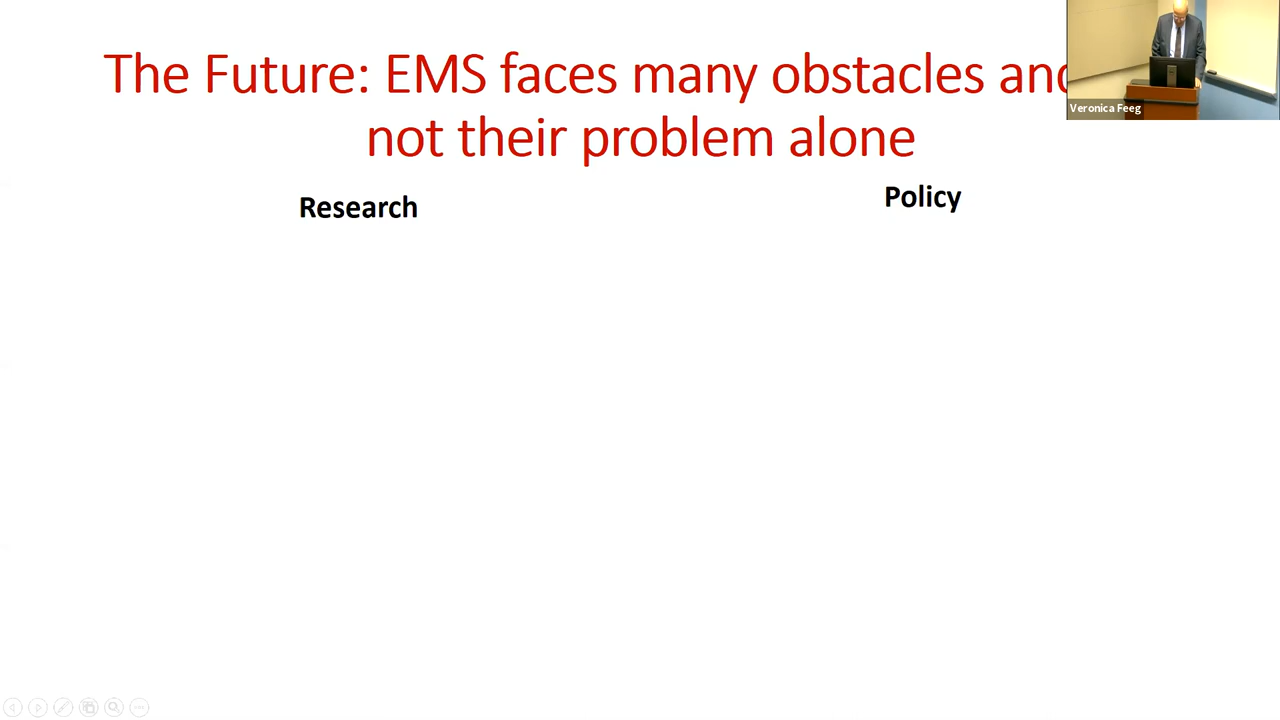 The Future: EMS faces many obstacles and
not their problem alone
Research
Policy
Veronica Feeg